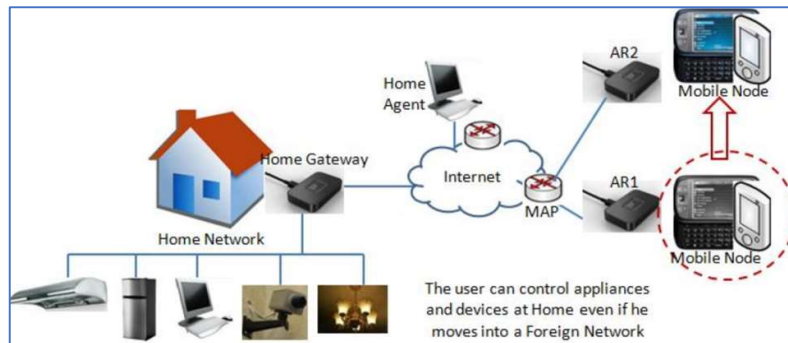 AR2
Mobile Node
Home
Agent
Home Gateway
Internet
AR1
MAP
Home Network
Mobile Node
The user can control appliances
and devices at Home even if he
moves into a Foreign Network